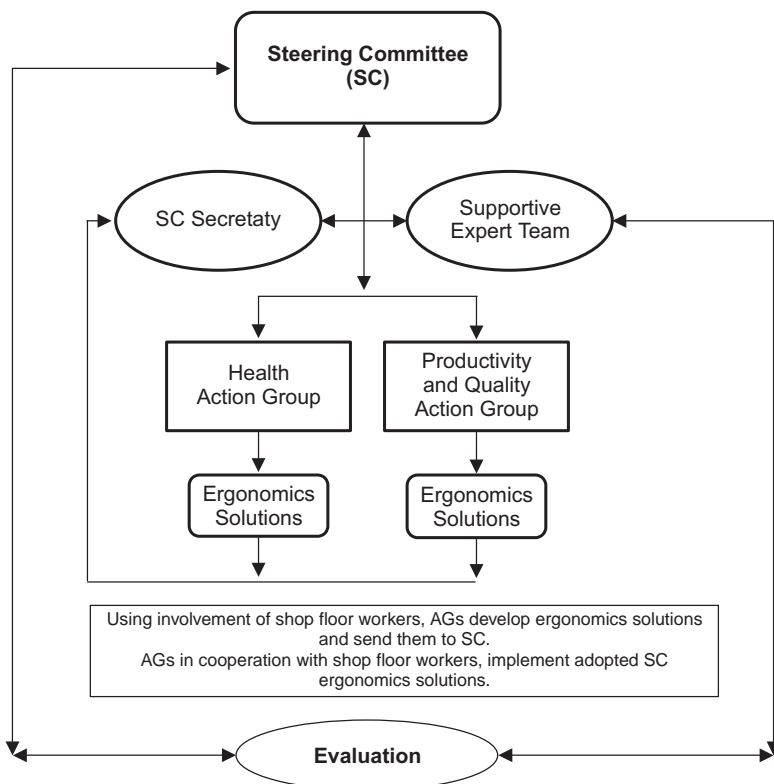 Steering Committee
(SC)
SC Secretaty
Supportive
Expert Team
Health
Action Group
Productivity
and Quality
Action Group
Ergonomics
Solutions
Ergonomics
Solutions
Using involvement of shop floor workers, AGs develop ergonomics solutions
and send them to SC.
AGs in cooperation with shop floor workers, implement adopted SC
ergonomics solutions.
Evaluation